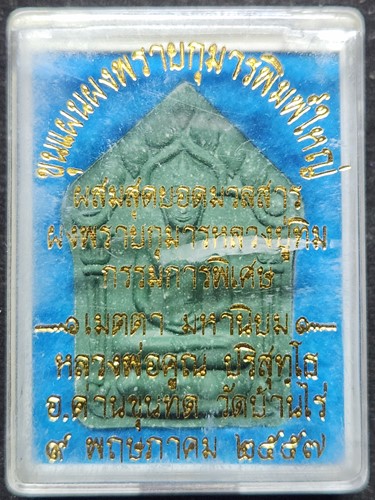 ขุนแผนผงพรายกุมารพิมพ์ใหญ่
ผสมสุดยอดมวลสาร
ผงพรายกุมารหลวงปู่ทิม
กรรมการพิเศษ
เมตตา มหานิยม
หลวงพ่อคูณ ปริสุทฺโธ
อ.ด่านขุนทด วัดบ้านไร่
๙ พฤษภาคม ๒๕๕๗